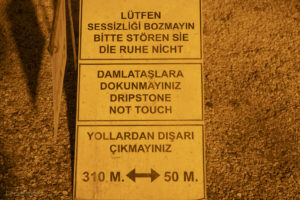 LÜTFEN
SESSİZLİĞİ BOZMAYIN
BITTE STÖREN SIE
DIE RUHE NICHT
DAMLATAŞLARA
DOKUNMAYINIZ
DRIPSTONE
NOT TOUCH
YOLLARDAN DIŞARI
ÇIKMAYINIZ
310 M. 50 M.